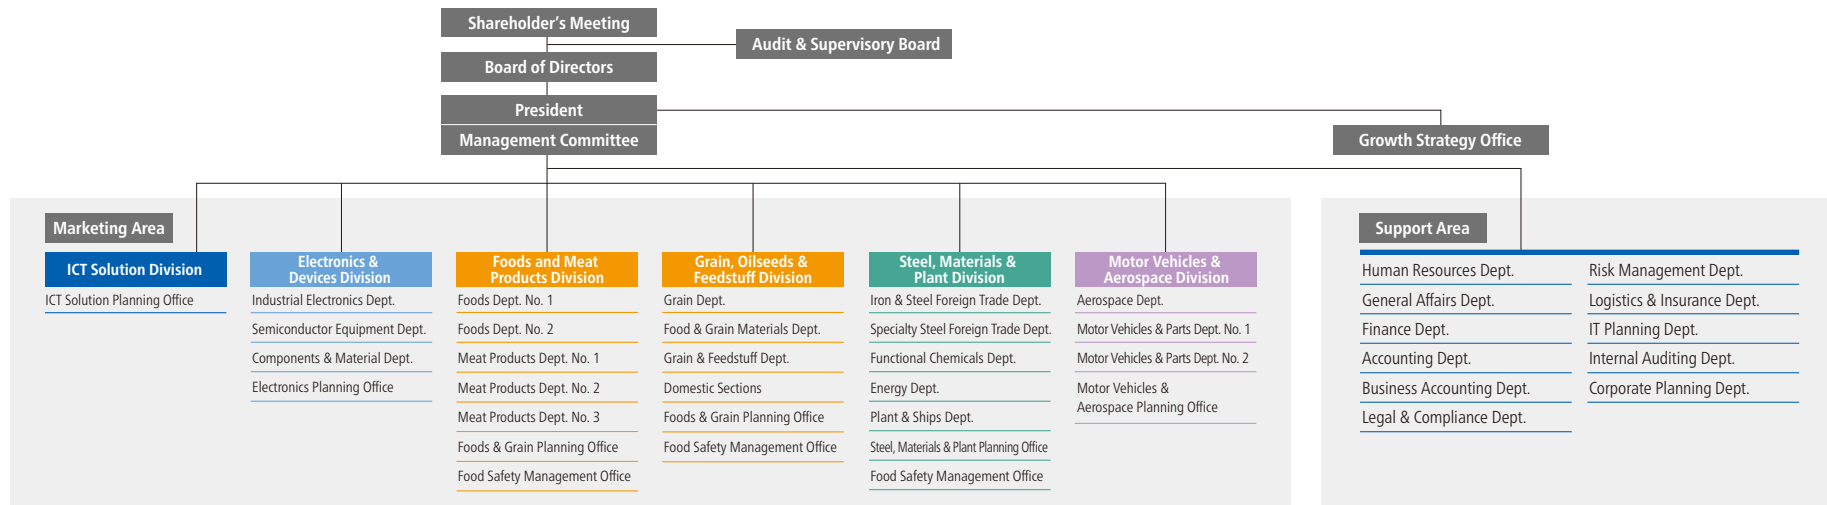 Shareholder's Meeting
Audit & Supervisory Board
Board of Directors
President
Management Committee
Growth Strategy Office
Marketing Area
ICT Solution Division
ICT Solution Planning Office
Electronics &
Devices Division
Industrial Electronics Dept.
Semiconductor Equipment Dept.
Components & Material Dept.
Electronics Planning Office
Foods and Meat
Products Division
Foods Dept. No. 1
Foods Dept. No. 2
Meat Products Dept. No. 1
Meat Products Dept. No. 2
Meat Products Dept. No. 3
Foods & Grain Planning Office
Food Safety Management Office
Grain, Oilseeds &
Feedstuff Division
Grain Dept.
Food & Grain Materials Dept.
Grain & Feedstuff Dept.
Domestic Sections
Foods & Grain Planning Office
Food Safety Management Office
Steel, Materials &
Plant Division
Iron & Steel Foreign Trade Dept.
Specialty Steel Foreign Trade Dept.
Functional Chemicals Dept.
Energy Dept.
Plant & Ships Dept.
Steel, Materials & Plant Planning Office
Food Safety Management Office
Motor Vehicles &
Aerospace Division
Aerospace Dept.
Motor Vehicles & Parts Dept. No. 1
Motor Vehicles & Parts Dept. No. 2
Motor Vehicles &
Aerospace Planning Office
Support Area
Human Resources Dept.
General Affairs Dept.
Finance Dept.
Accounting Dept.
Business Accounting Dept.
Legal & Compliance Dept.
Risk Management Dept.
Logistics & Insurance Dept.
IT Planning Dept.
Internal Auditing Dept.
Corporate Planning Dept.